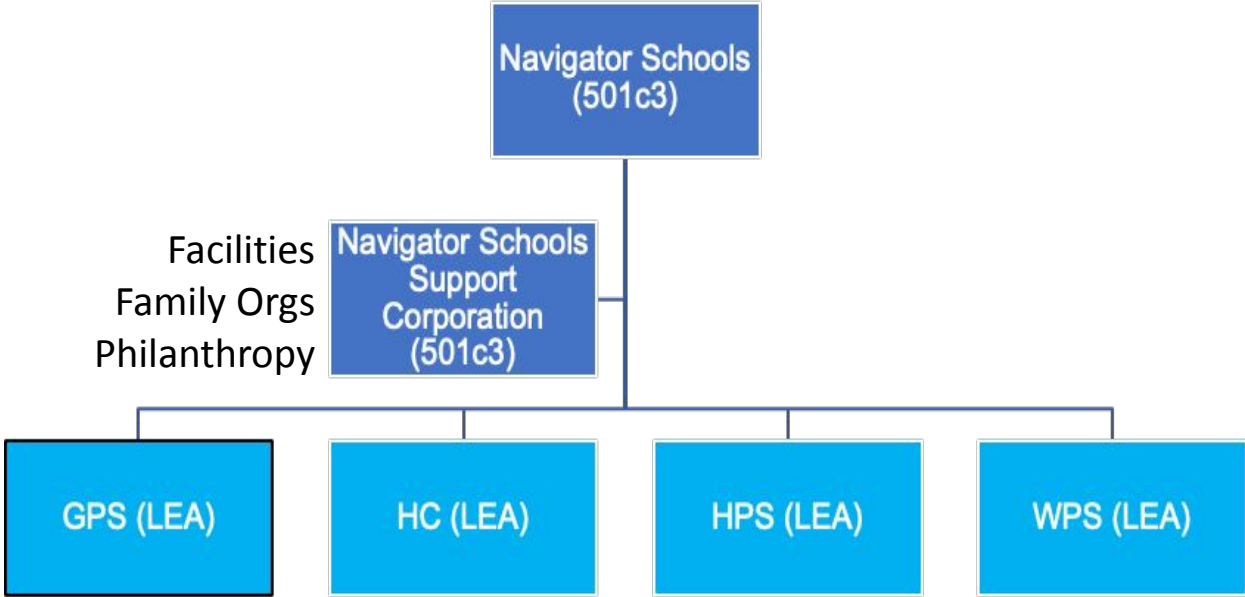 Navigator Schools
(501c3)
Facilities
Family Orgs
Philanthropy
Navigator Schools
Support
Corporation
(501c3)
GPS (LEA)
HC (LEA)
HPS (LEA)
WPS (LEA)